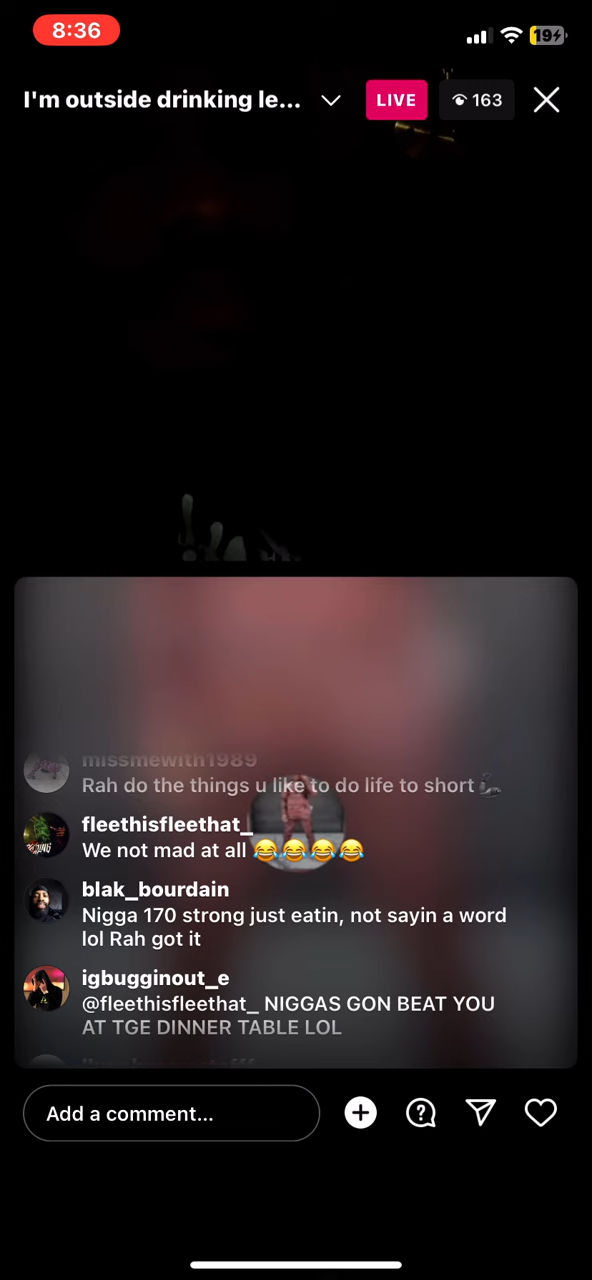 8:36
19
I'm outside drinking le...
LIVE
163
missmewith1989
Rah do the things u like to do life to short
fleethisfleethat_
We not mad at all 😂😂😂😂
blak_bourdain
Nigga 170 strong just eatin, not sayin a word
lol Rah got it
igbugginout_e
@fleethisfleethat_ NIGGAS GON BEAT YOU
AT TGE DINNER TABLE LOL
Add a comment...